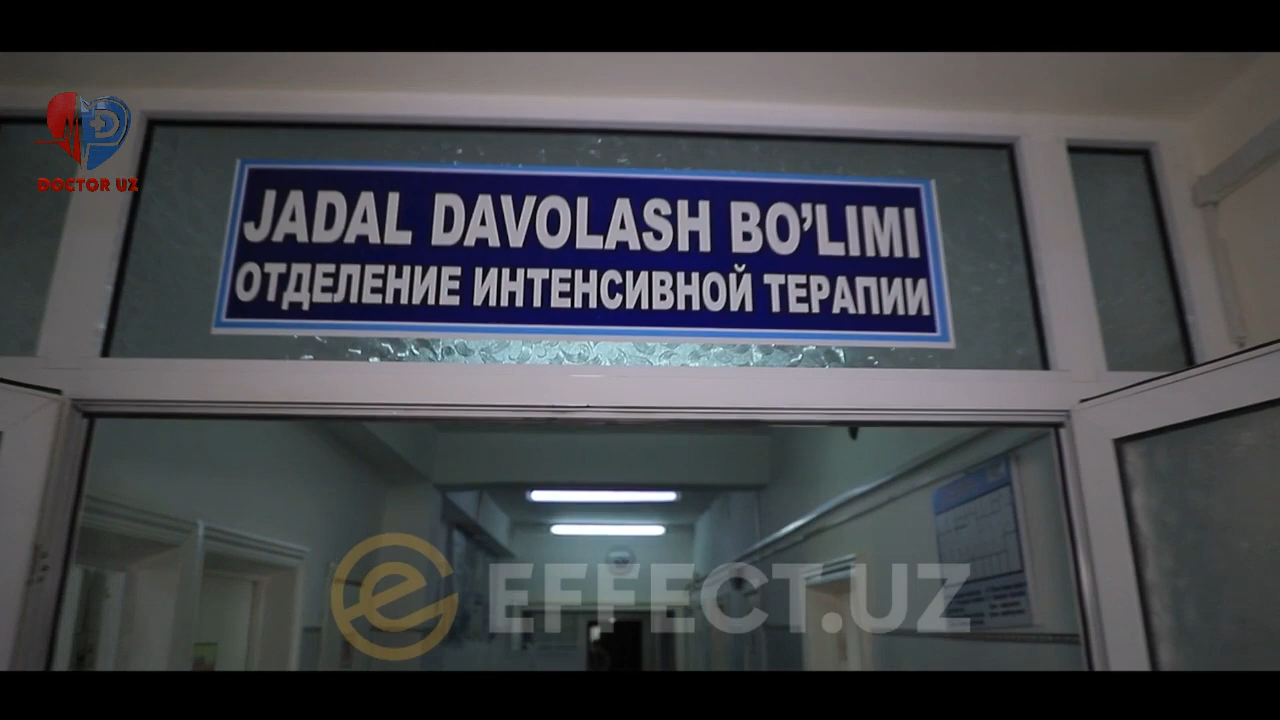 DOCTOR UZ
JADAL DAVOLASH BO'LIMI
ОТДЕЛЕНИЕ ИНТЕНСИВНОЙ ТЕРАПИИ
EFFECT.UZ